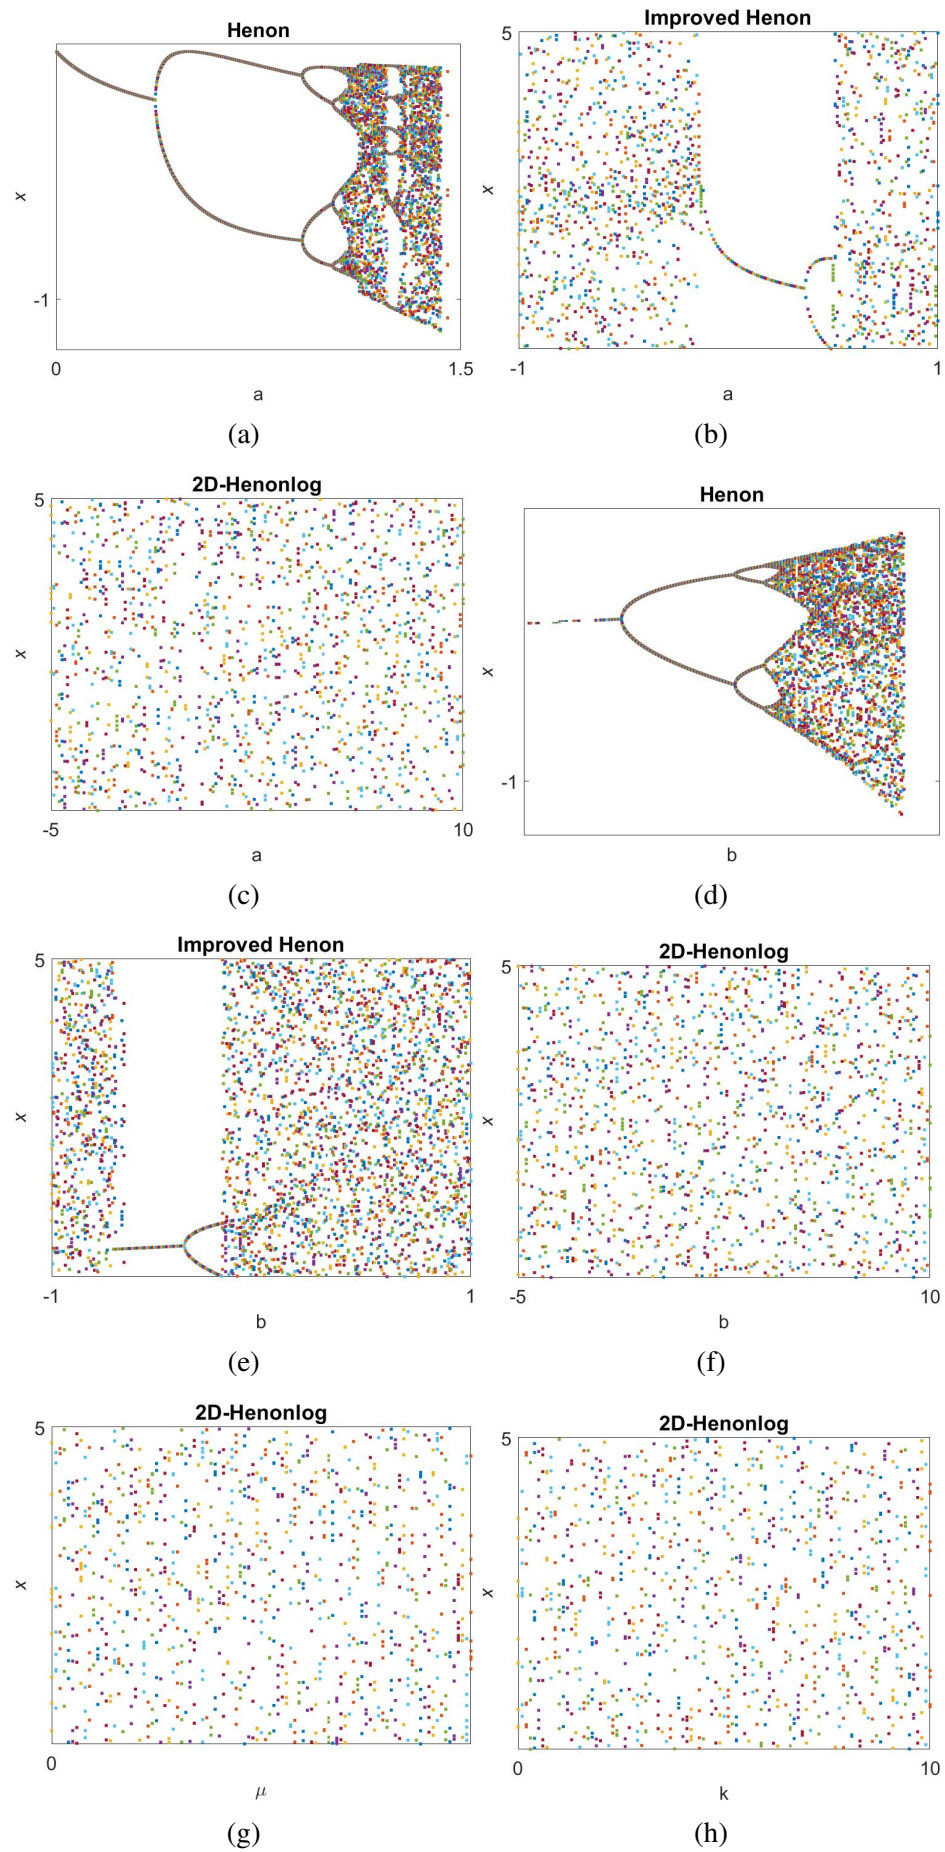 Henon
x
-1
0
1.5
a
(a)
Improved Henon
5
x
-1
1
a
(b)
2D-Henonlog
5
x
-5
10
a
(c)
Henon
x
-1
b
(d)
Improved Henon
5
x
-1
1
b
(e)
2D-Henonlog
5
x
-5
10
b
(f)
2D-Henonlog
5
x
0
μ
(g)
2D-Henonlog
5
x
0
10
k
(h)